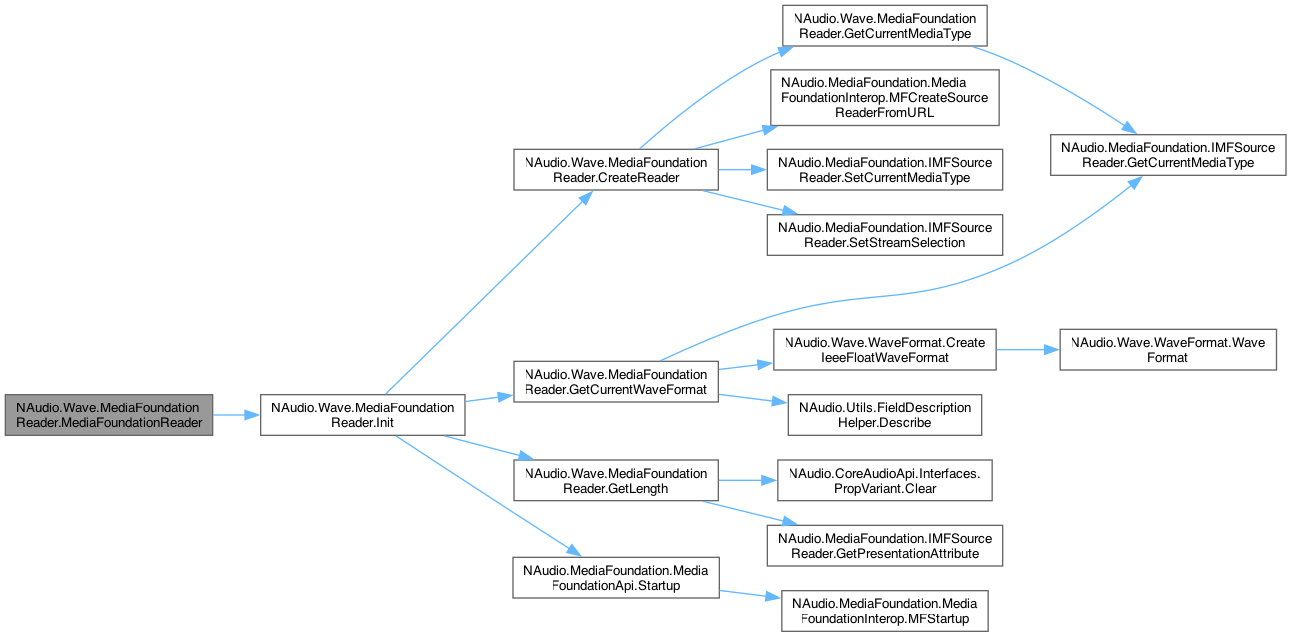 NAudio.Wave.MediaFoundation
Reader.MediaFoundationReader
NAudio.Wave.MediaFoundation
Reader.Init
NAudio.Wave.MediaFoundation
Reader.CreateReader
NAudio.Wave.MediaFoundation
Reader.GetCurrentMediaType
NAudio.MediaFoundation.Media
FoundationInterop.MFCreateSource
ReaderFromURL
NAudio.MediaFoundation.IMFSource
Reader.SetCurrentMediaType
NAudio.MediaFoundation.IMFSource
Reader.SetStreamSelection
NAudio.MediaFoundation.IMFSource
Reader.GetCurrentMediaType
NAudio.Wave.MediaFoundation
Reader.GetCurrentWaveFormat
NAudio.Wave.WaveFormat.Create
IeeeFloatWaveFormat
NAudio.Wave.WaveFormat.Wave
Format
NAudio.Utils.FieldDescription
Helper.Describe
NAudio.Wave.MediaFoundation
Reader.GetLength
NAudio.CoreAudioApi.Interfaces.
PropVariant.Clear
NAudio.MediaFoundation.IMFSource
Reader.GetPresentationAttribute
NAudio.MediaFoundation.Media
FoundationApi.Startup
NAudio.MediaFoundation.Media
FoundationInterop.MFStartup